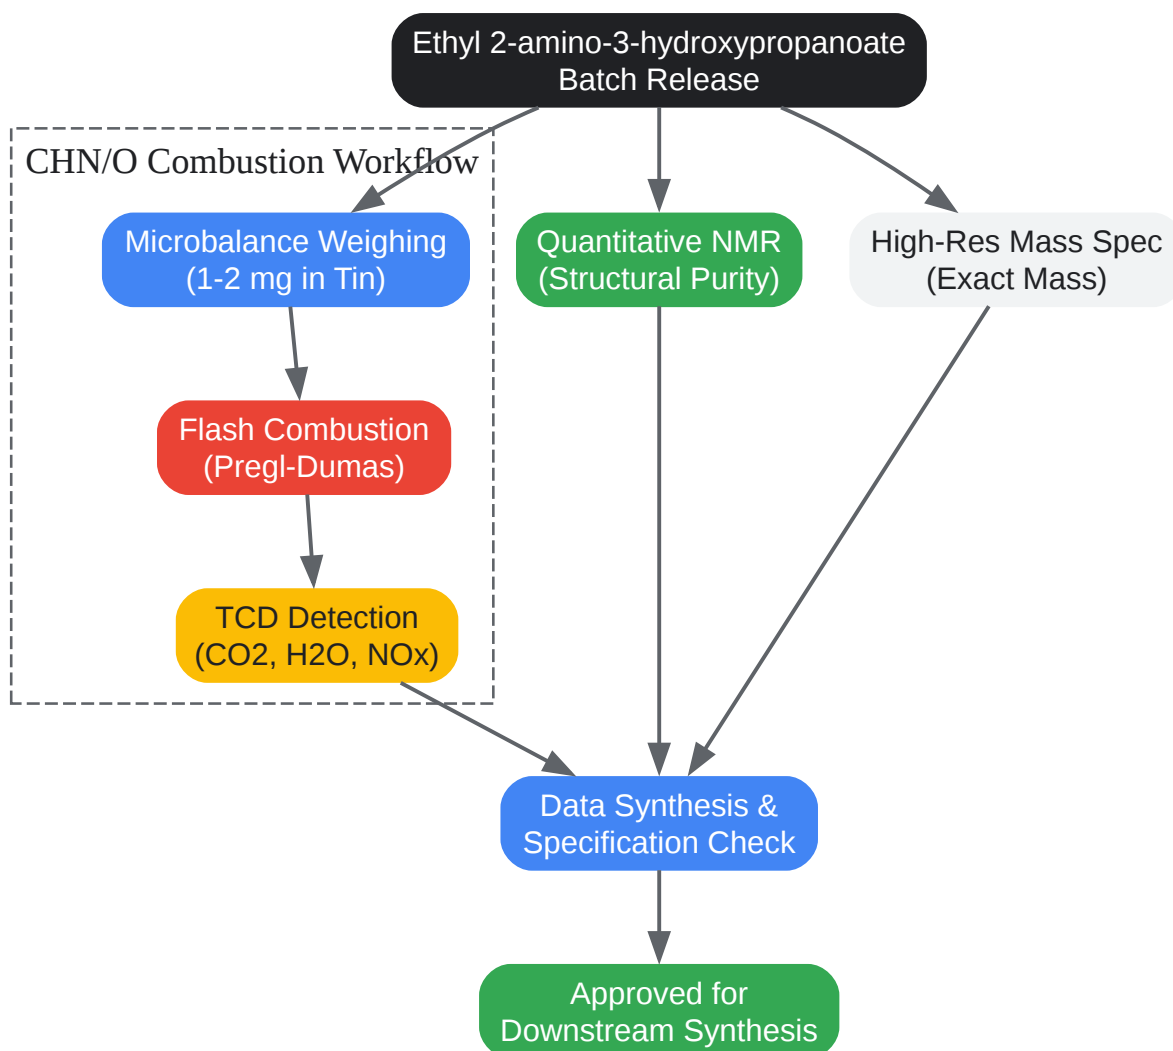 Ethyl 2-amino-3-hydroxypropanoate
Batch Release
CHN/O Combustion Workflow
Microbalance Weighing
(1-2 mg in Tin)
Quantitative NMR
(Structural Purity)
High-Res Mass Spec
(Exact Mass)
Flash Combustion
(Pregl-Dumas)
TCD Detection
(CO2, H2O, NOx)
Data Synthesis &
Specification Check
Approved for
Downstream Synthesis